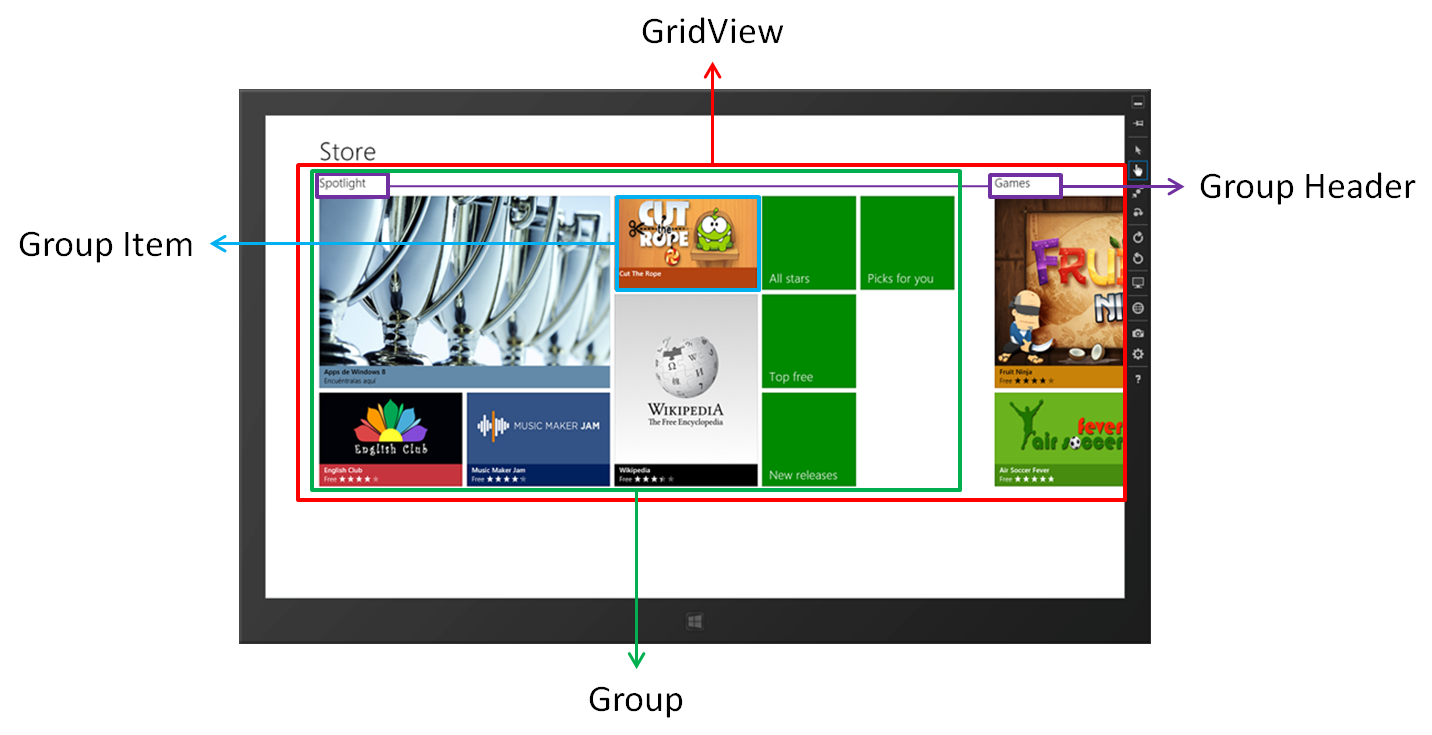 GridView
Store
Spotlight
Games
Group Header
Group Item
CUT
the
ROPE
Cut The Rope
All stars
Picks for you
FRUI
NIN
Apps de Windows 8
Encuéntralas aquí
Top free
Fruit Ninja
Free
WIKIPEDIA
The Free Encyclopedia
English Club
MUSIC MAKER JAM
fever
air soccer
English Club
Free
Music Maker Jam
Free
Wikipedia
Free
New releases
Air Soccer Fever
Free
?
Group